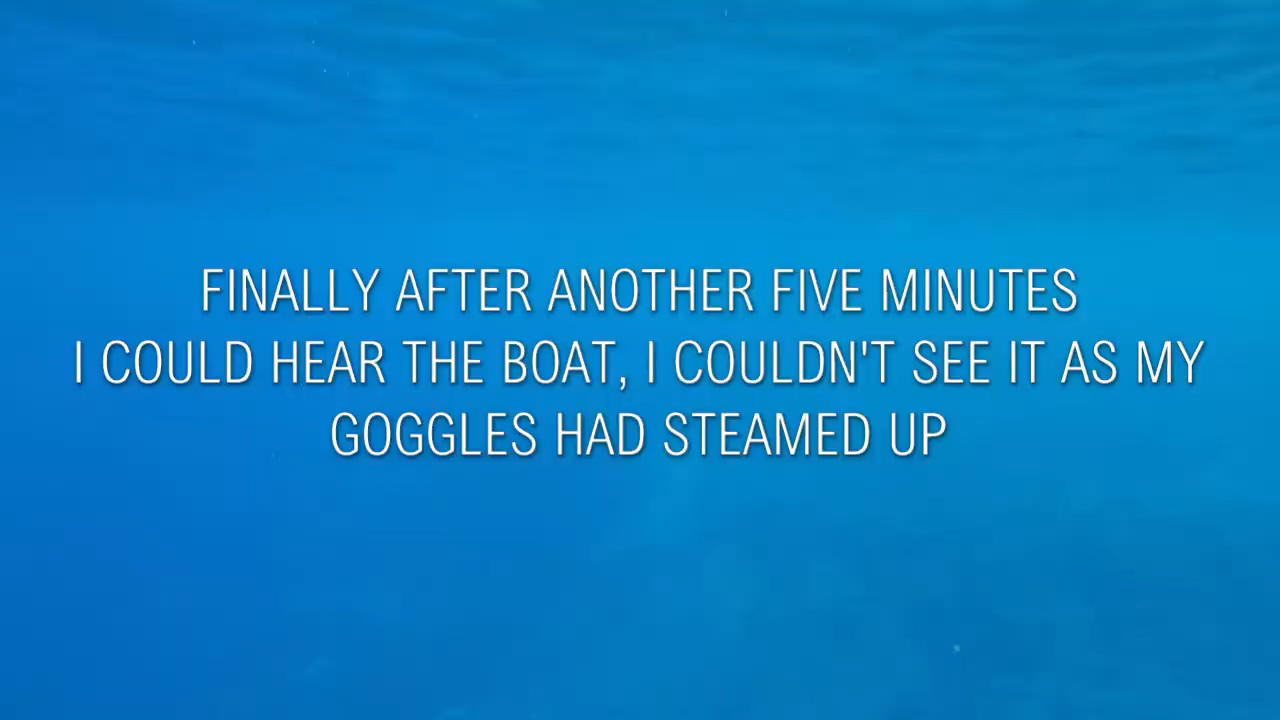 FINALLY AFTER ANOTHER FIVE MINUTES
I COULD HEAR THE BOAT, I COULDN'T SEE IT AS MY
GOGGLES HAD STEAMED UP